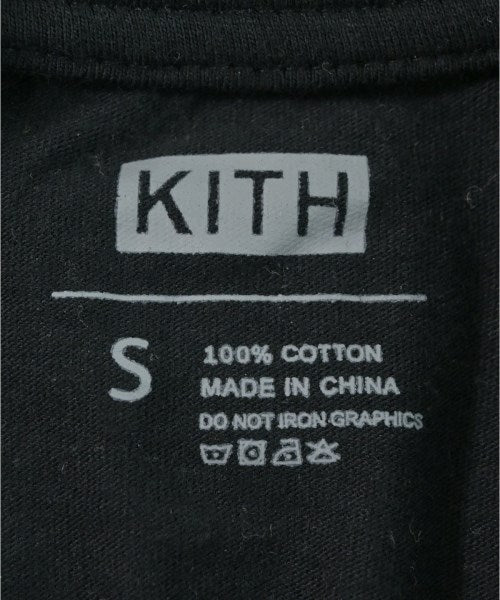 KITH
S
100% COTTON
MADE IN CHINA
DO NOT IRON GRAPHICS